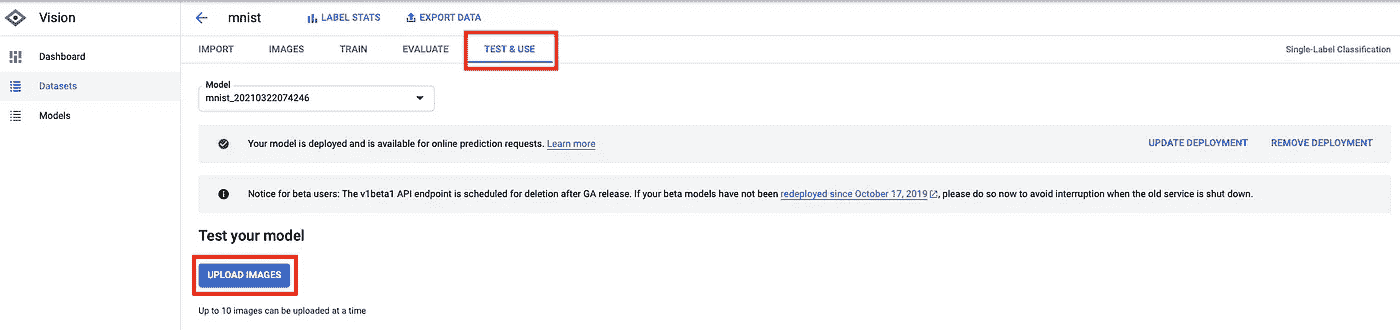 Vision
mnist
LABEL STATS
EXPORT DATA
Dashboard
Datasets
Models
IMPORT
IMAGES
TRAIN
EVALUATE
TEST & USE
Single-Label Classification
Model
mnist_20210322074246
Your model is deployed and is available for online prediction requests. Learn more
UPDATE DEPLOYMENT
REMOVE DEPLOYMENT
Notice for beta users: The v1beta1 API endpoint is scheduled for deletion after GA release. If your beta models have not been redeployed since October 17, 2019, please do so now to avoid interruption when the old service is shut down.
Test your model
UPLOAD IMAGES
Up to 10 images can be uploaded at a time